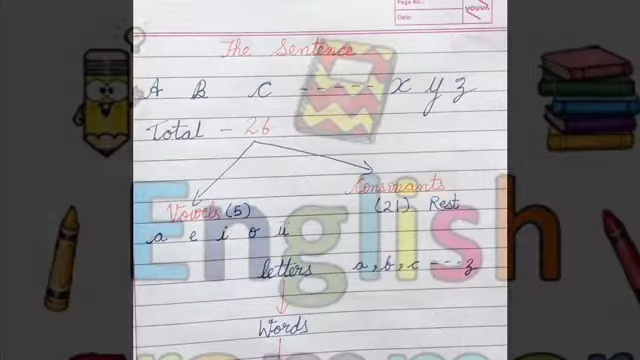 Page No.:
Date:
YOUVA
The Sentence
A B C ----- X y z
Total - 26
Vowels (5)
Consonants
(21) Rest
a e i o u
English
letters a, b, c ---z
Words